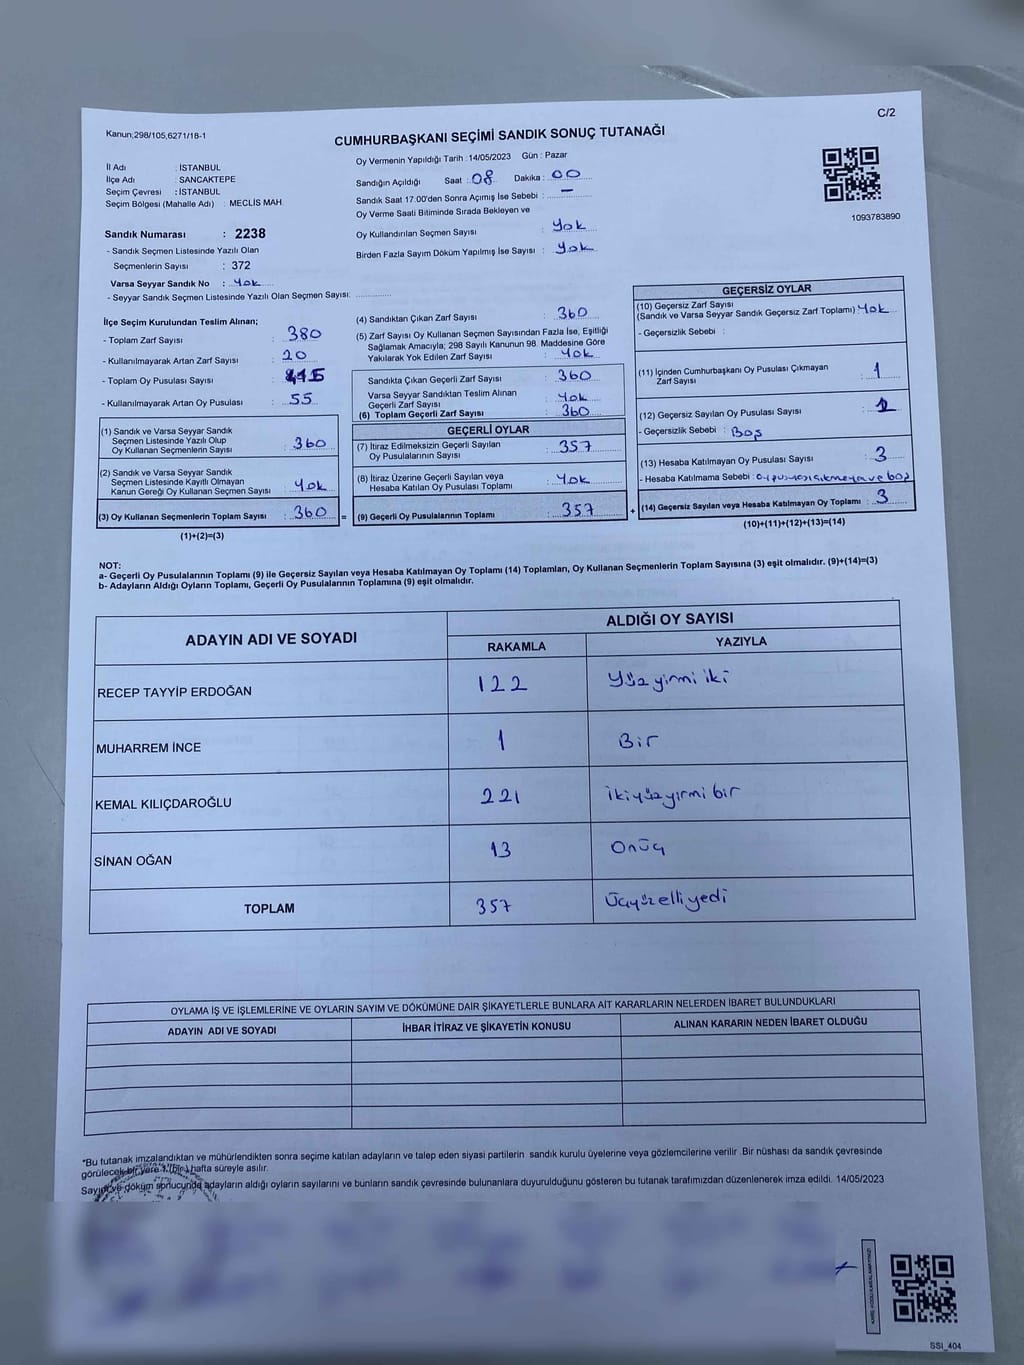 Kanun;298/105,6271/18-1
C/2
CUMHURBAŞKANI SEÇİMİ SANDIK SONUÇ TUTANAĞI
İl Adı : İSTANBUL
İlçe Adı : SANCAKTEPE
Seçim Çevresi : İSTANBUL
Seçim Bölgesi (Mahalle Adı) : MECLİS MAH.
Sandık Numarası : 2238
- Sandık Seçmen Listesinde Yazılı Olan
Seçmenlerin Sayısı : 372
Varsa Seyyar Sandık No : Yok
- Seyyar Sandık Seçmen Listesinde Yazılı Olan Seçmen Sayısı:
Oy Vermenin Yapıldığı Tarih : 14/05/2023 Gün : Pazar
Sandığın Açıldığı Saat : 08 Dakika : 00
Sandık Saat 17:00'den Sonra Açımış İse Sebebi : —
Oy Verme Saati Bitiminde Sırada Bekleyen ve
Oy Kullandırılan Seçmen Sayısı : Yok
Birden Fazla Sayım Döküm Yapılmış İse Sayısı : Yok
1093783890
İlçe Seçim Kurulundan Teslim Alınan;
- Toplam Zarf Sayısı : 380
- Kullanılmayarak Artan Zarf Sayısı : 20
- Toplam Oy Pusulası Sayısı :
- Kullanılmayarak Artan Oy Pusulası : 55
(1) Sandık ve Varsa Seyyar Sandık
Seçmen Listesinde Yazılı Olup
Oy Kullanan Seçmenlerin Sayısı : 360
(2) Sandık ve Varsa Seyyar Sandık
Seçmen Listesinde Kayıtlı Olmayan
Kanun Gereği Oy Kullanan Seçmen Sayısı : Yok
(3) Oy Kullanan Seçmenlerin Toplam Sayısı : 360 =
(1)+(2)=(3)
(4) Sandıktan Çıkan Zarf Sayısı : 360
(5) Zarf Sayısı Oy Kullanan Seçmen Sayısından Fazla İse, Eşitliği
Sağlamak Amacıyla; 298 Sayılı Kanunun 98. Maddesine Göre
Yakılarak Yok Edilen Zarf Sayısı : Yok
Sandıkta Çıkan Geçerli Zarf Sayısı : 360
Varsa Seyyar Sandıktan Teslim Alınan
Geçerli Zarf Sayısı : Yok
(6) Toplam Geçerli Zarf Sayısı : 360
GEÇERLİ OYLAR
(7) İtiraz Edilmeksizin Geçerli Sayılan
Oy Pusulalarının Sayısı : 357
(8) İtiraz Üzerine Geçerli Sayılan veya
Hesaba Katılan Oy Pusulası Toplamı : Yok
(9) Geçerli Oy Pusulalarının Toplamı : 357 +
GEÇERSİZ OYLAR
(10) Geçersiz Zarf Sayısı
(Sandık ve Varsa Seyyar Sandık Geçersiz Zarf Toplamı) : Yok
- Geçersizlik Sebebi :
(11) İçinden Cumhurbaşkanı Oy Pusulası Çıkmayan
Zarf Sayısı : 1
(12) Geçersiz Sayılan Oy Pusulası Sayısı :
- Geçersizlik Sebebi : Boş
(13) Hesaba Katılmayan Oy Pusulası Sayısı : 3
- Hesaba Katılmama Sebebi : oy pusulası çıkmayan ve boş
(14) Geçersiz Sayılan veya Hesaba Katılmayan Oy Toplamı : 3
(10)+(11)+(12)+(13)=(14)
NOT:
a- Geçerli Oy Pusulalarının Toplamı (9) ile Geçersiz Sayılan veya Hesaba Katılmayan Oy Toplamı (14) Toplamları, Oy Kullanan Seçmenlerin Toplam Sayısına (3) eşit olmalıdır. (9)+(14)=(3)
b- Adayların Aldığı Oyların Toplamı, Geçerli Oy Pusulalarının Toplamına (9) eşit olmalıdır.
ADAYIN ADI VE SOYADI
ALDIĞI OY SAYISI
RAKAMLA YAZIYLA
RECEP TAYYİP ERDOĞAN 122 Yüzyirmi iki
MUHARREM İNCE 1 Bir
KEMAL KILIÇDAROĞLU 221 ikiyüzyirmi bir
SİNAN OĞAN 13 Onüç
TOPLAM 357 Üçyüzelliyedi
OYLAMA İŞ VE İŞLEMLERİNE VE OYLARIN SAYIM VE DÖKÜMÜNE DAİR ŞİKAYETLERLE BUNLARA AİT KARARLARIN NELERDEN İBARET BULUNDUKLARI
ADAYIN ADI VE SOYADI İHBAR İTİRAZ VE ŞİKAYETİN KONUSU ALINAN KARARIN NEDEN İBARET OLDUĞU
*Bu tutanak imzalandıktan ve mühürlendikten sonra seçime katılan adayların ve talep eden siyasi partilerin sandık kurulu üyelerine veya gözlemcilerine verilir. Bir nüshası da sandık çevresinde
görülecek bir yere 1 (bir) hafta süreyle asılır.
Sayım ve döküm sonucunda adayların aldığı oyların sayılarını ve bunların sandık çevresinde bulunanlara duyurulduğunu gösteren bu tutanak tarafımızdan düzenlenerek imza edildi. 14/05/2023
SSI_404